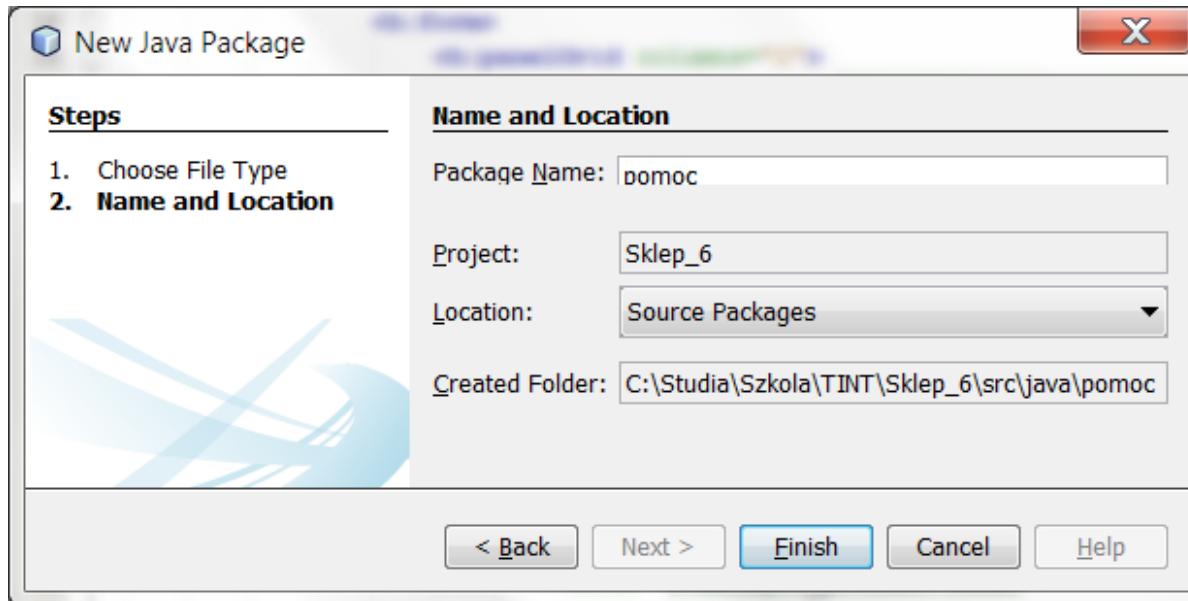 New Java Package
Steps
1. Choose File Type
2. Name and Location
Name and Location
Package Name: pomoc
Project: Sklep_6
Location: Source Packages
Created Folder: C:\Studia\Szkola\TINT\Sklep_6\src\java\pomoc
< Back Next > Finish Cancel Help